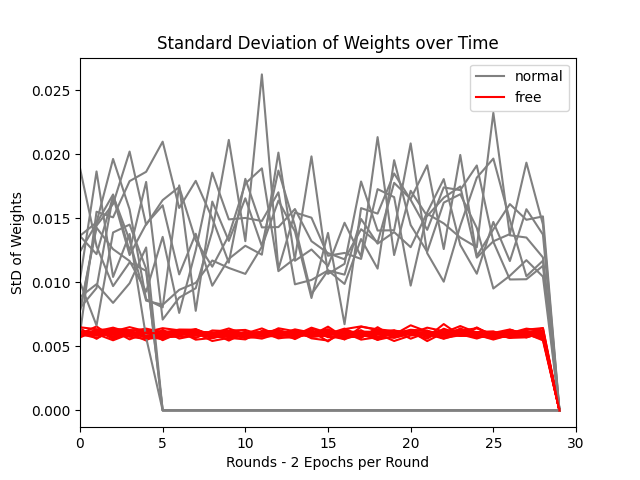 Standard Deviation of Weights over Time
StD of Weights
0.025
0.020
0.015
0.010
0.005
0.000
normal
free
0 5 10 15 20 25 30
Rounds - 2 Epochs per Round